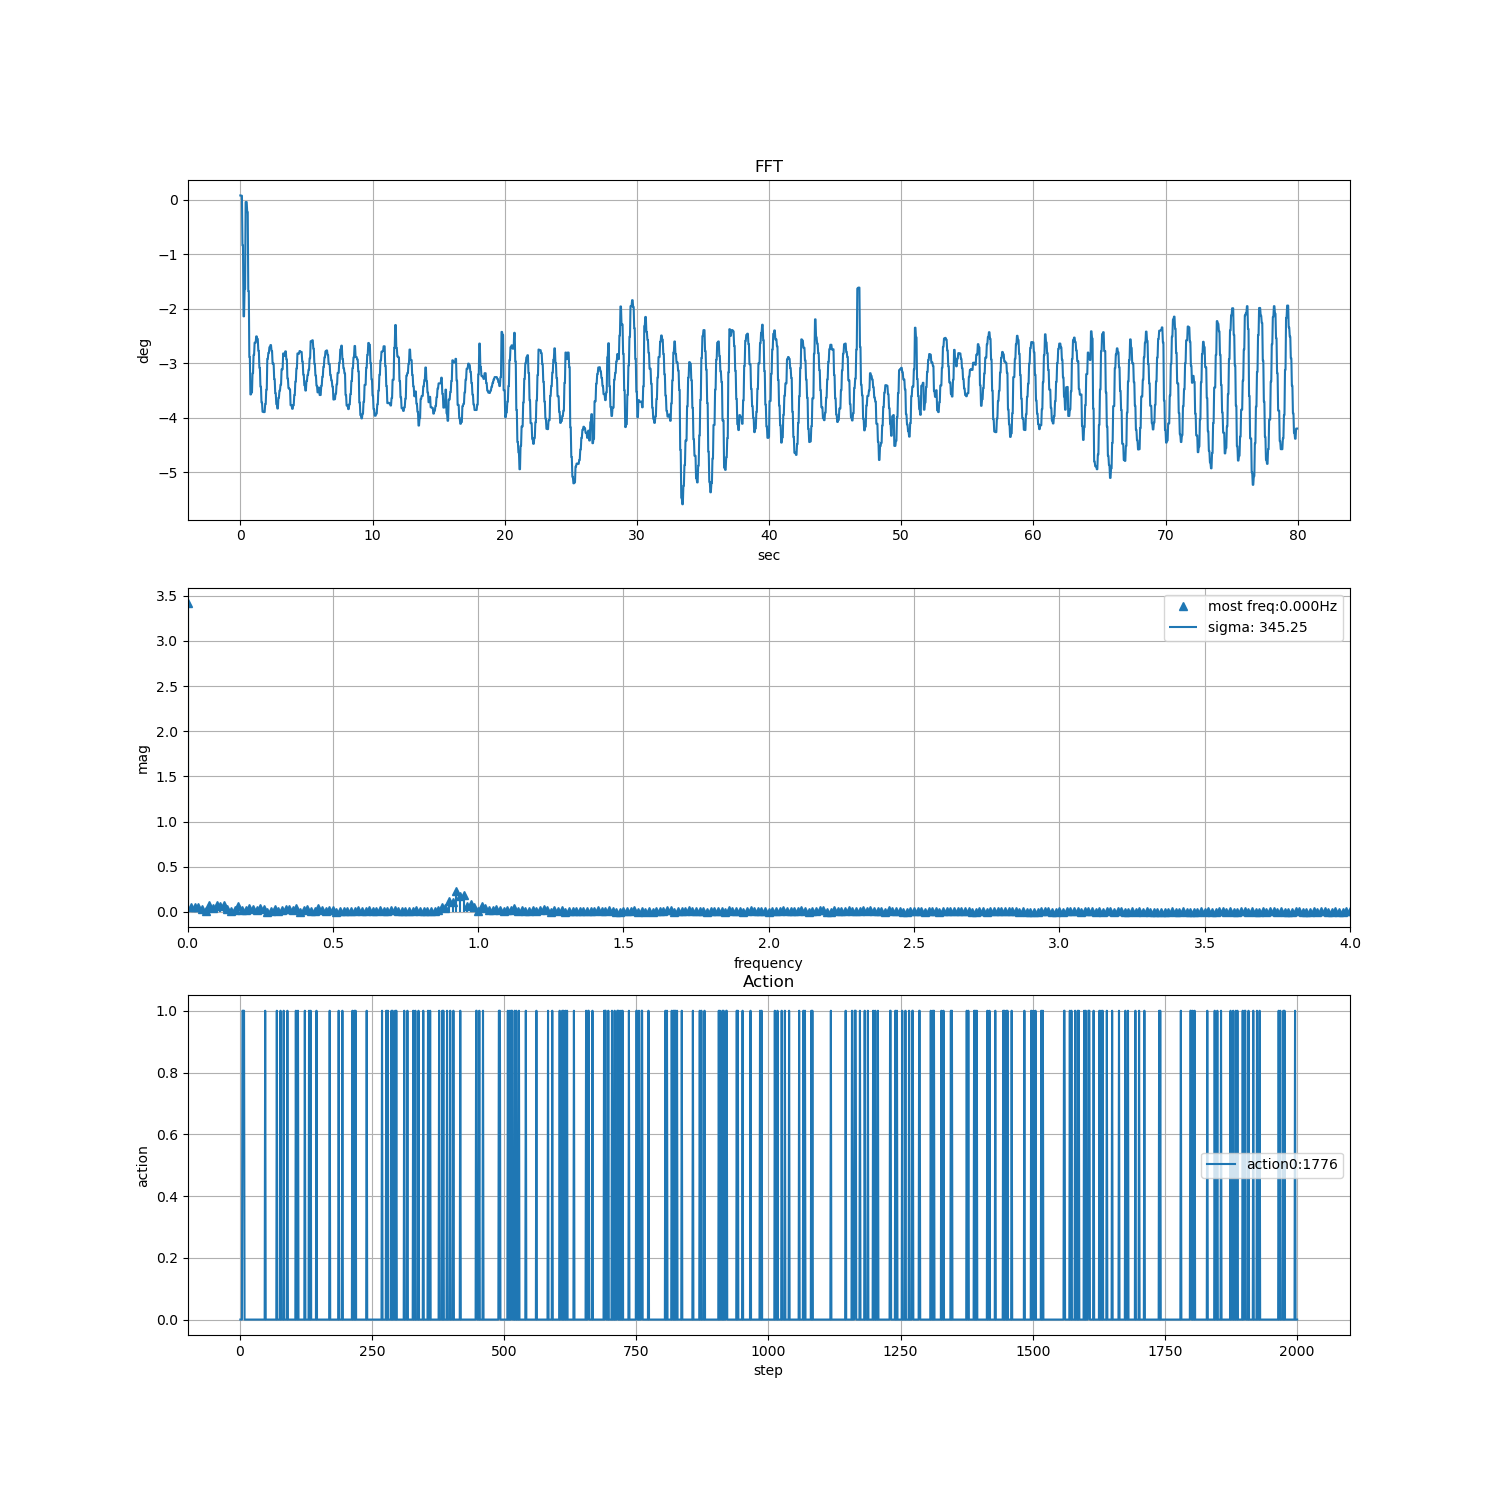 FFT
0
−1
−2
−3
−4
−5
deg
0 10 20 30 40 50 60 70 80
sec
3.5
3.0
2.5
2.0
1.5
1.0
0.5
0.0
mag
most freq:0.000Hz
sigma: 345.25
0.0 0.5 1.0 1.5 2.0 2.5 3.0 3.5 4.0
frequency
Action
1.0
0.8
0.6
0.4
0.2
0.0
action
action0:1776
0 250 500 750 1000 1250 1500 1750 2000
step